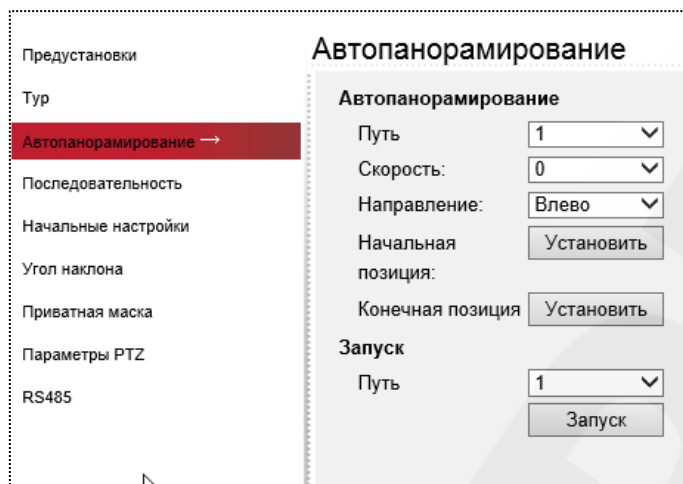 Предустановки
Тур
Автопанорамирование →
Последовательность
Начальные настройки
Угол наклона
Приватная маска
Параметры PTZ
RS485
Автопанорамирование
Автопанорамирование
Путь 1
Скорость: 0
Направление: Влево
Начальная позиция: Установить
Конечная позиция Установить
Запуск
Путь 1
Запуск